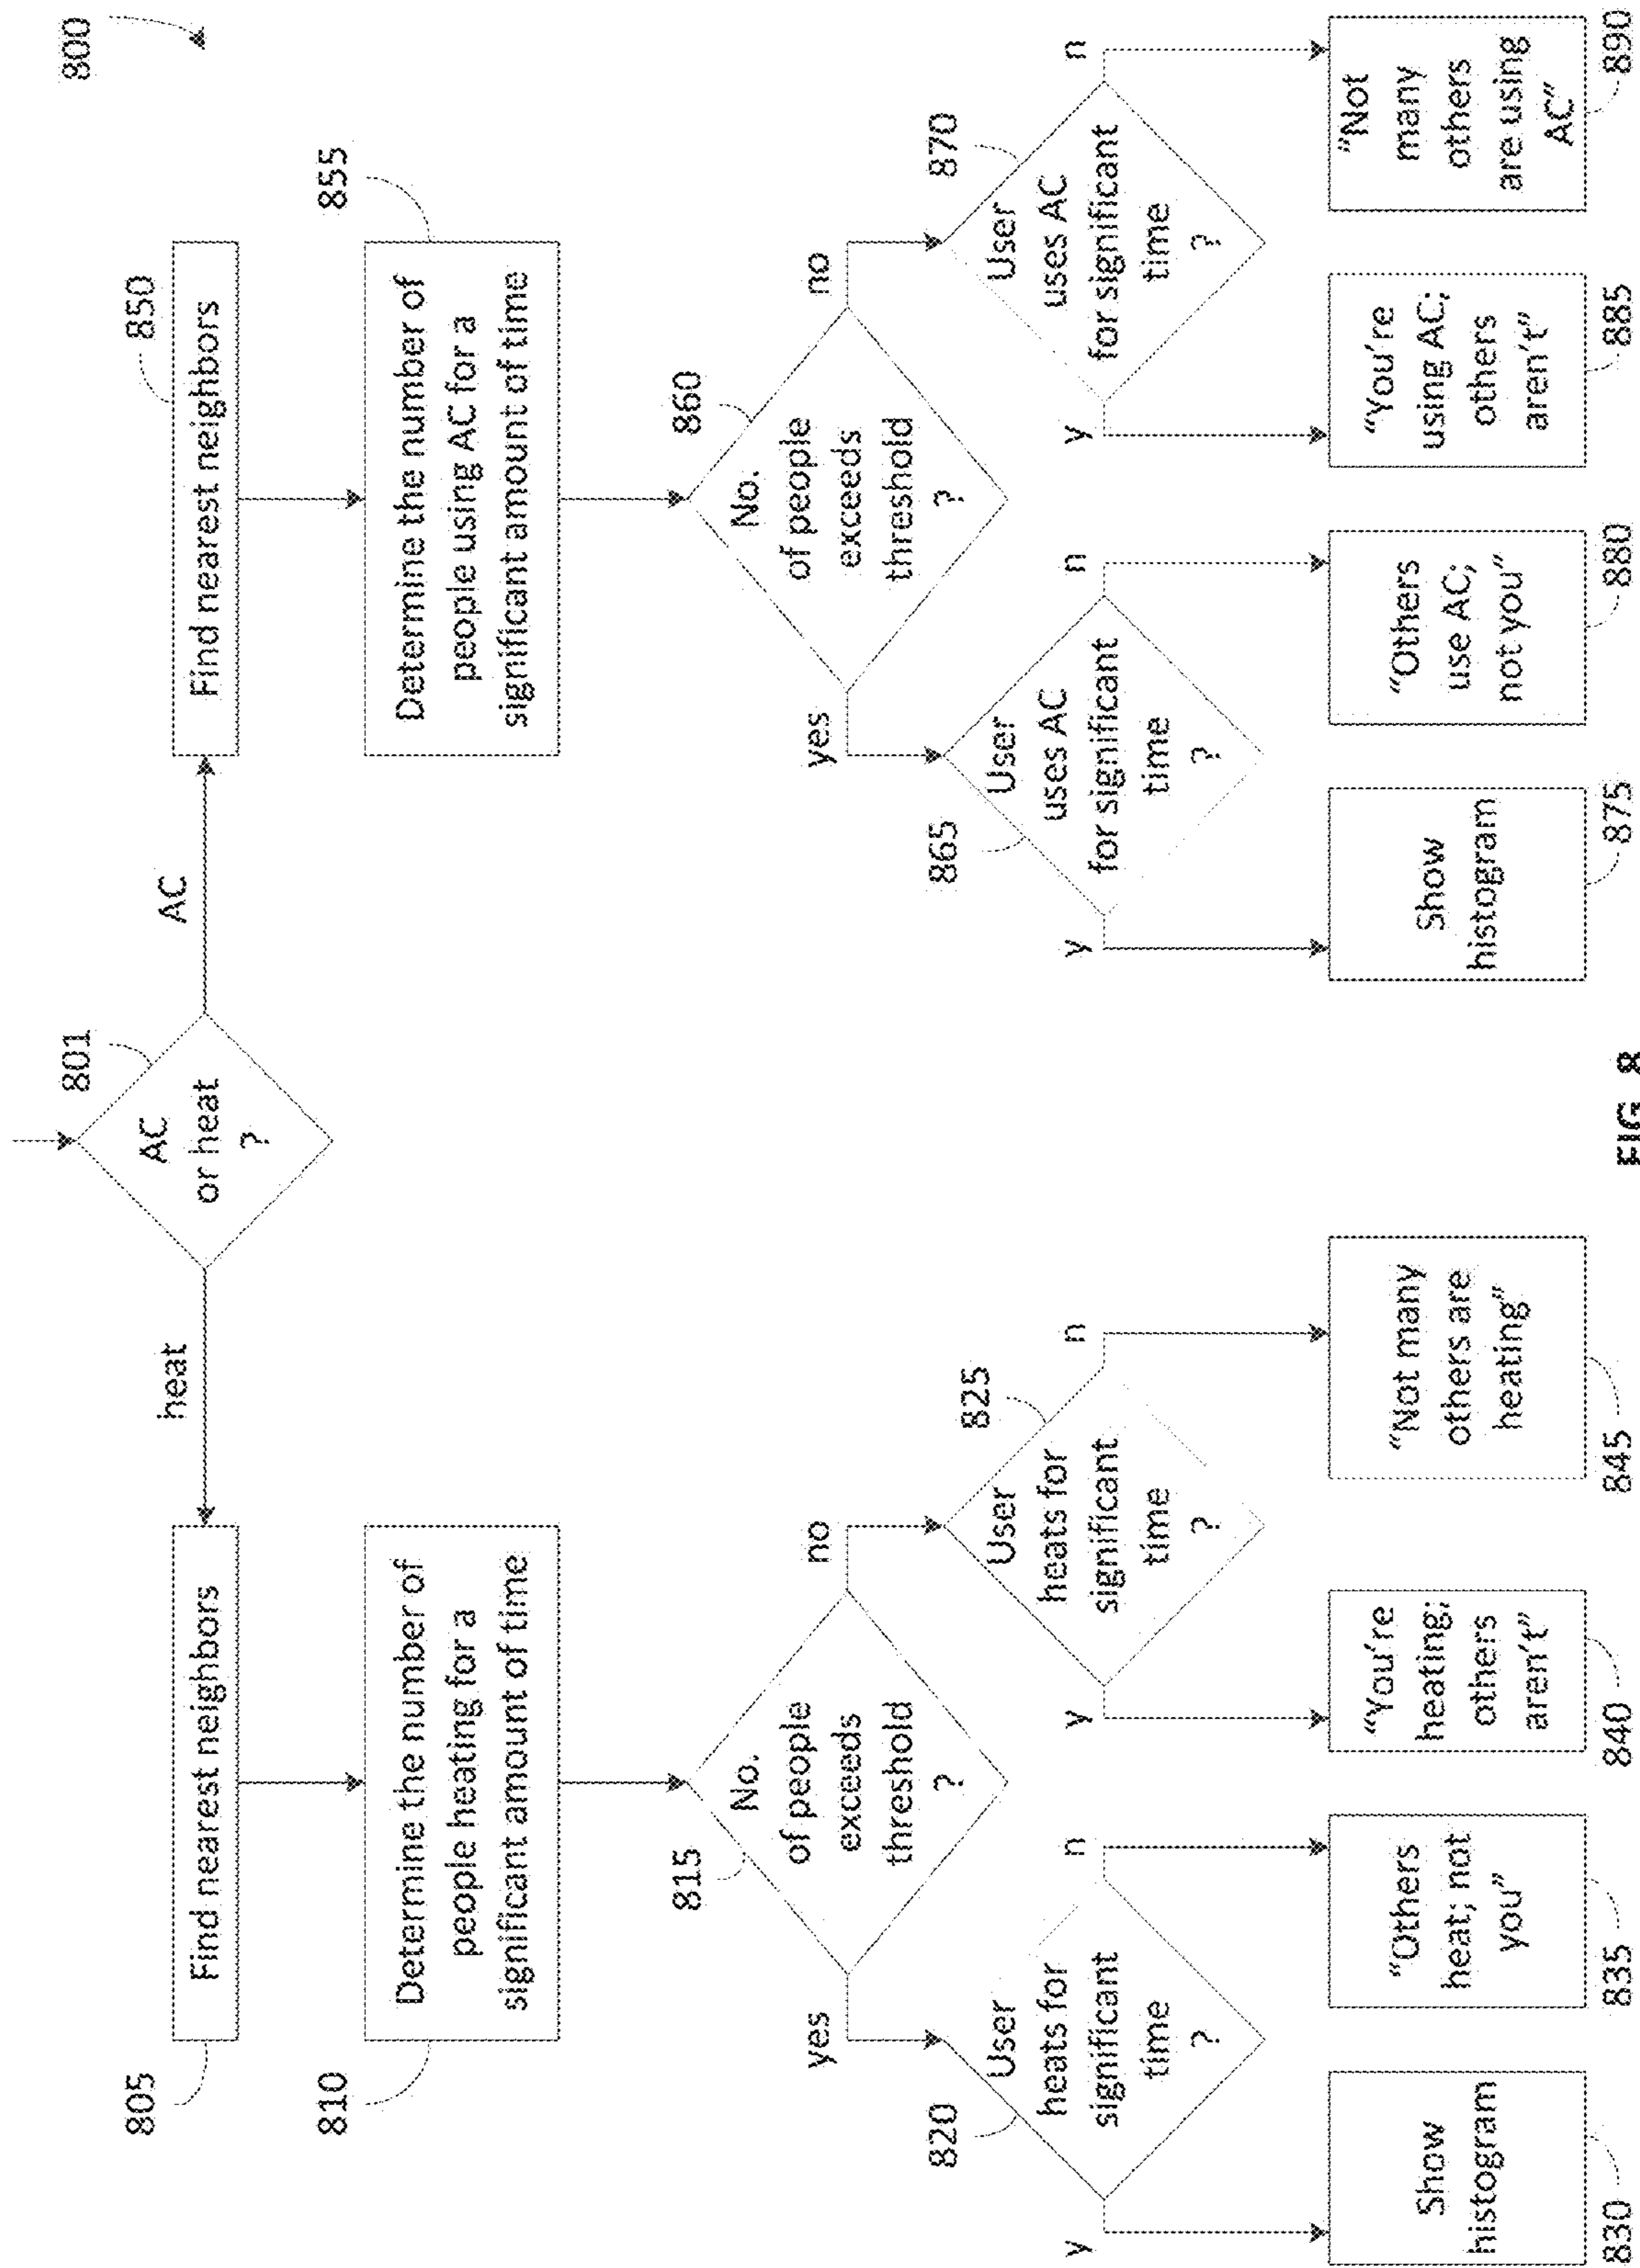 800
801
AC
or heat
?
heat
AC
805
Find nearest neighbors
850
Find nearest neighbors
810
Determine the number of
people heating for a
significant amount of time
855
Determine the number of
people using AC for a
significant amount of time
815
No.
of people
exceeds
threshold
?
yes
no
860
No.
of people
exceeds
threshold
?
yes
no
820
User
heats for
significant
time
?
y
n
825
User
heats for
significant
time
?
y
n
865
User
uses AC
for significant
time
?
y
n
870
User
uses AC
for significant
time
?
y
n
Show
histogram
830
“Others
heat; not
you”
835
“You’re
heating;
others
aren’t”
840
“Not many
others are
heating”
845
Show
histogram
875
“Others
use AC;
not you”
880
“You’re
using AC;
others
aren’t”
885
“Not
many
others
are using
AC”
890
FIG. 8